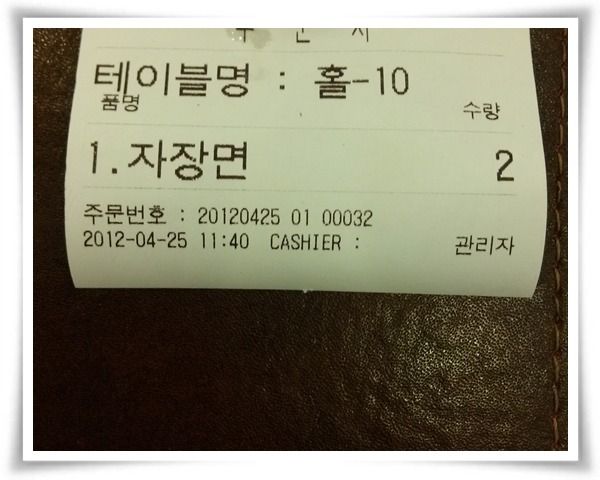 테이블명 : 홀-10
품명 수량
1.자장면 2
주문번호 : 20120425 01 00032
2012-04-25 11:40 CASHIER : 관리자